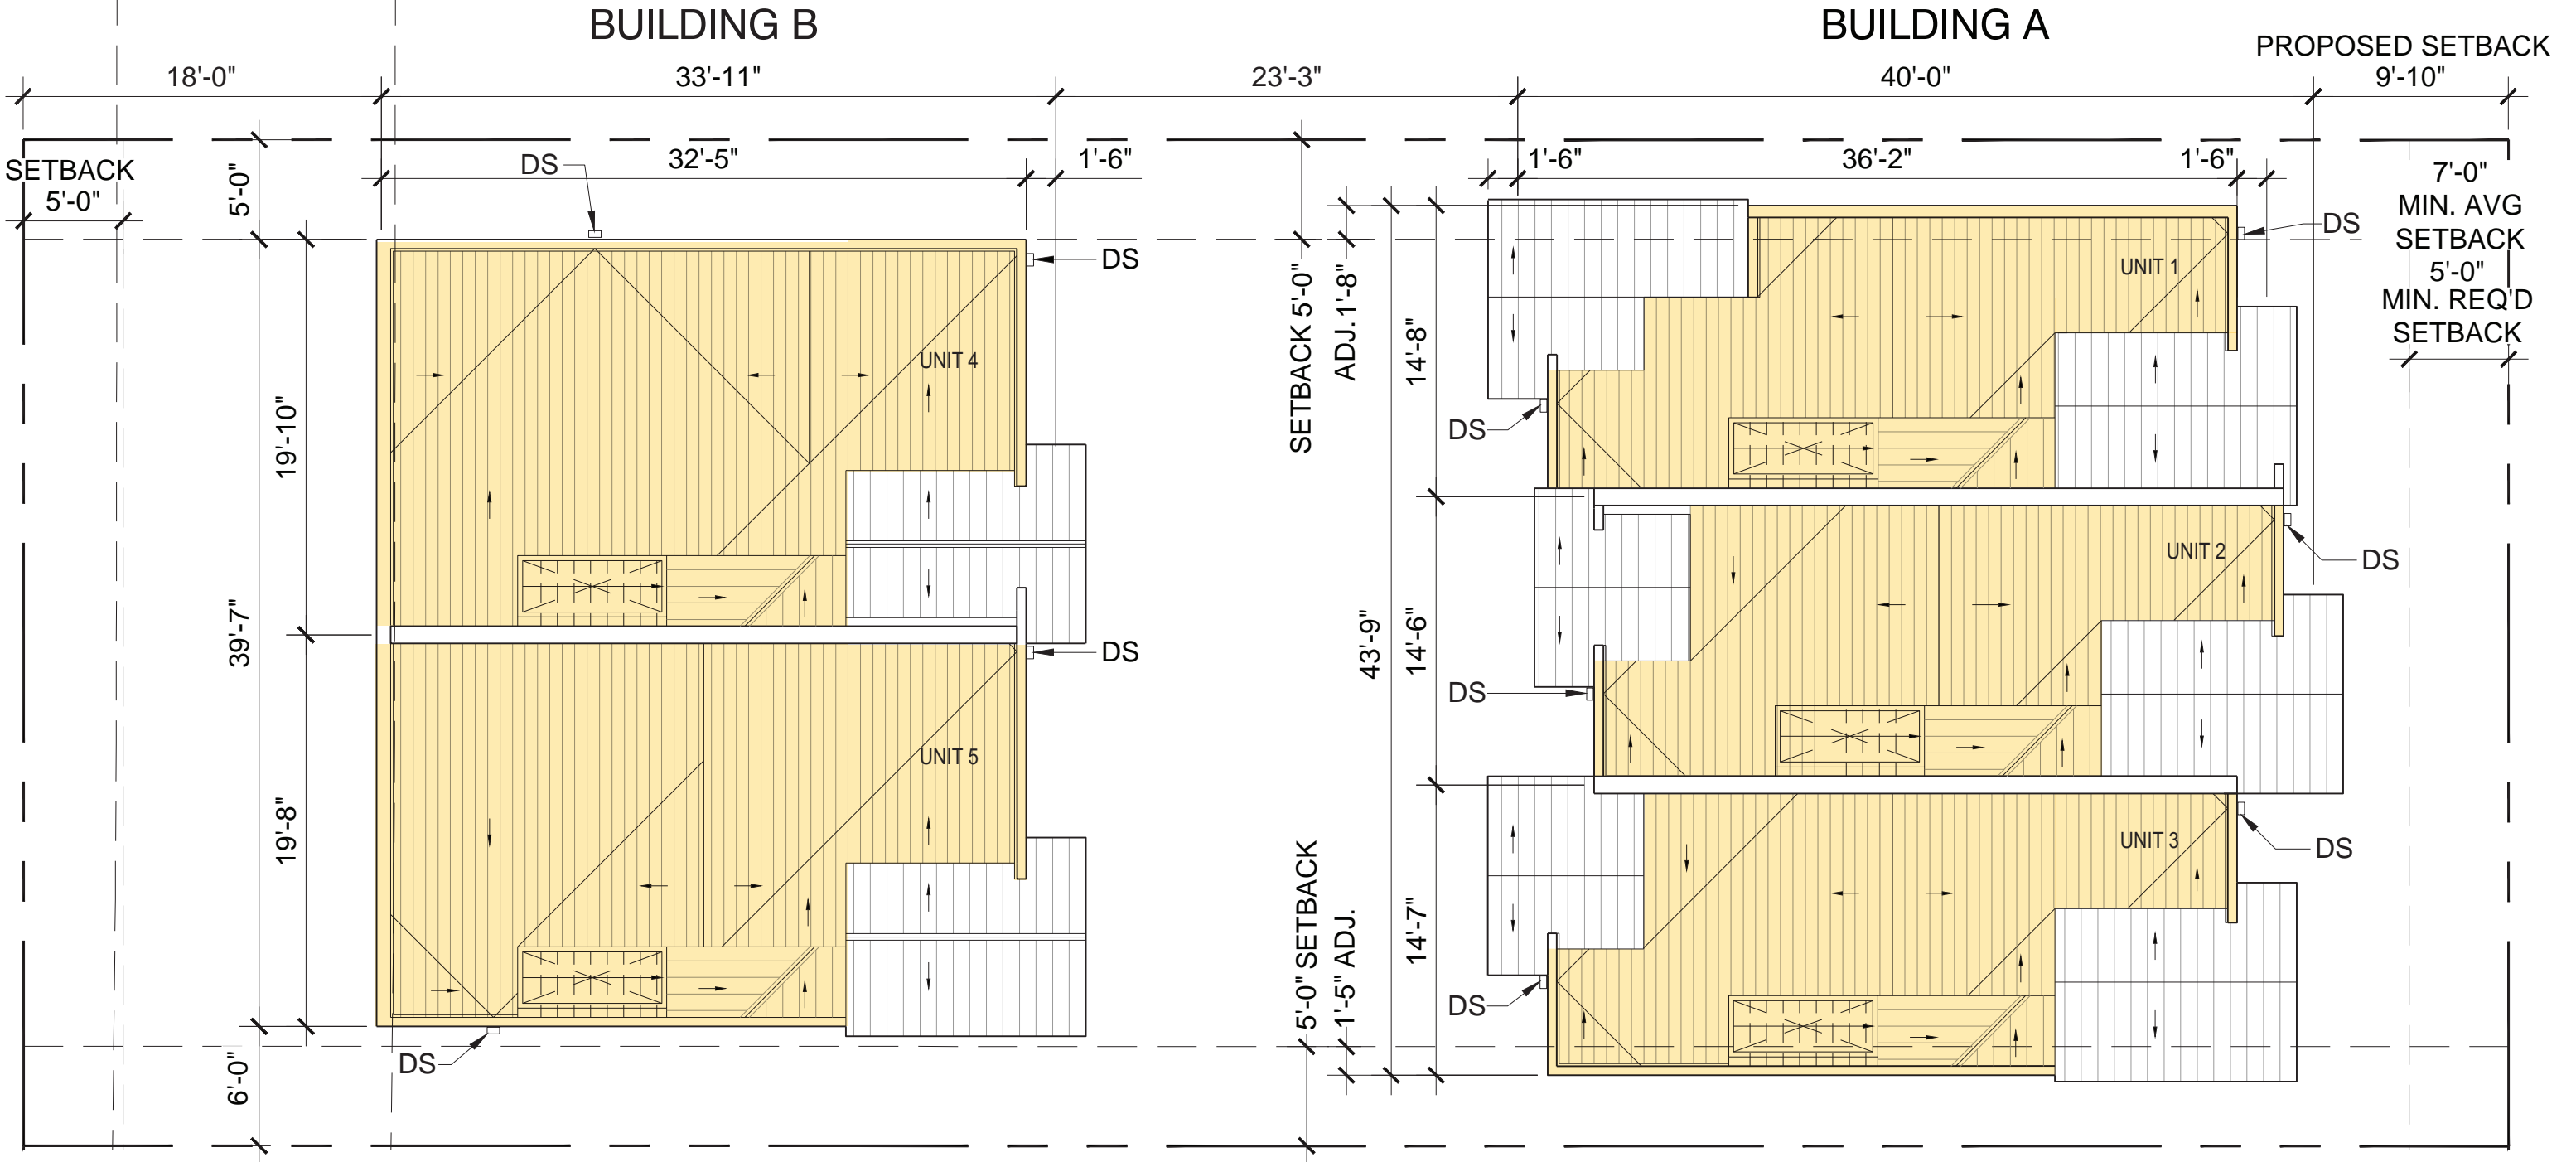 BUILDING B
BUILDING A
PROPOSED SETBACK
18'-0"
33'-11"
23'-3"
40'-0"
9'-10"
SETBACK
5'-0"
5'-0"
DS
32'-5"
1'-6"
1'-6"
36'-2"
1'-6"
7'-0"
MIN. AVG
SETBACK
5'-0"
MIN. REQ'D
SETBACK
DS
DS
SETBACK 5'-0"
ADJ. 1'-8"
UNIT 1
UNIT 4
14'-8"
19'-10"
DS
UNIT 2
DS
39'-7"
43'-9"
14'-6"
DS
DS
UNIT 5
UNIT 3
DS
19'-8"
5'-0" SETBACK
1'-5" ADJ.
14'-7"
DS
DS
6'-0"